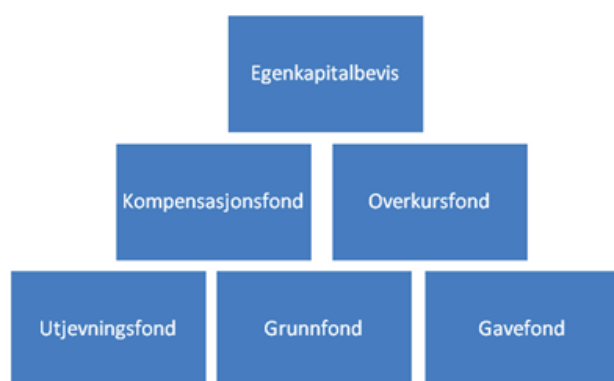 Egenkapitalbevis
Kompensasjonsfond
Overkursfond
Utjevningsfond
Grunnfond
Gavefond